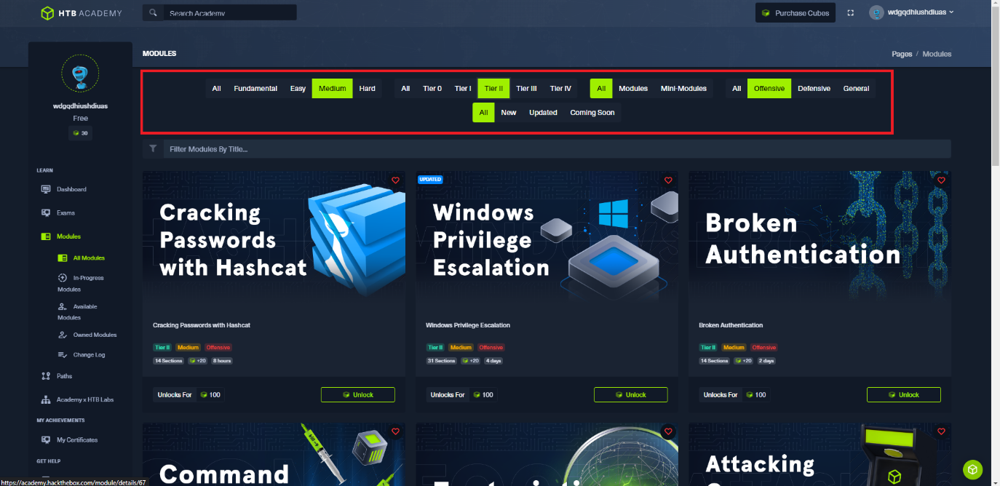 HTB ACADEMY
Search Academy
Purchase Cubes
wdgqdhiushdiuas
MODULES
Pages / Modules
wdgqdhiushdiuas
Free
30
All Fundamental Easy Medium Hard All Tier 0 Tier I Tier II Tier III Tier IV All Modules Mini-Modules All Offensive Defensive General
All New Updated Coming Soon
Filter Modules By Title...
LEARN
Dashboard
Exams
Modules
All Modules
In-Progress
Modules
Available
Modules
Owned Modules
Change Log
Paths
Academy x HTB Labs
MY ACHIEVEMENTS
My Certificates
GET HELP
https://academy.hackthebox.com/module/details/67
Cracking
Passwords
with Hashcat
Cracking Passwords with Hashcat
Tier II Medium Offensive
14 Sections +20 8 hours
Unlocks For 100 Unlock
UPDATED
Windows
Privilege
Escalation
Windows Privilege Escalation
Tier II Medium Offensive
31 Sections +20 4 days
Unlocks For 100 Unlock
Broken
Authentication
Broken Authentication
Tier II Medium Offensive
14 Sections +20 2 days
Unlocks For 100 Unlock
Command
Attacking